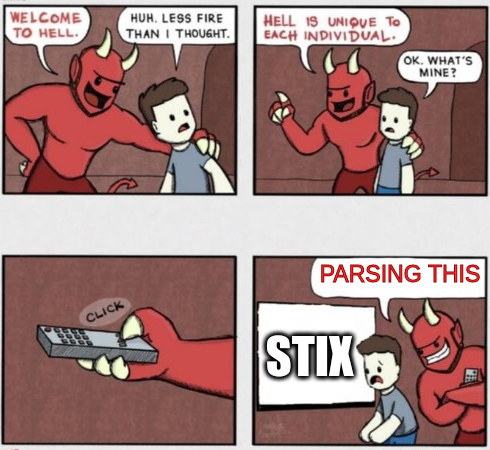 WELCOME
TO HELL.
HUH. LESS FIRE
THAN I THOUGHT.
HELL IS UNIQUE TO
EACH INDIVIDUAL.
OK. WHAT'S
MINE?
CLICK
PARSING THIS
STIX